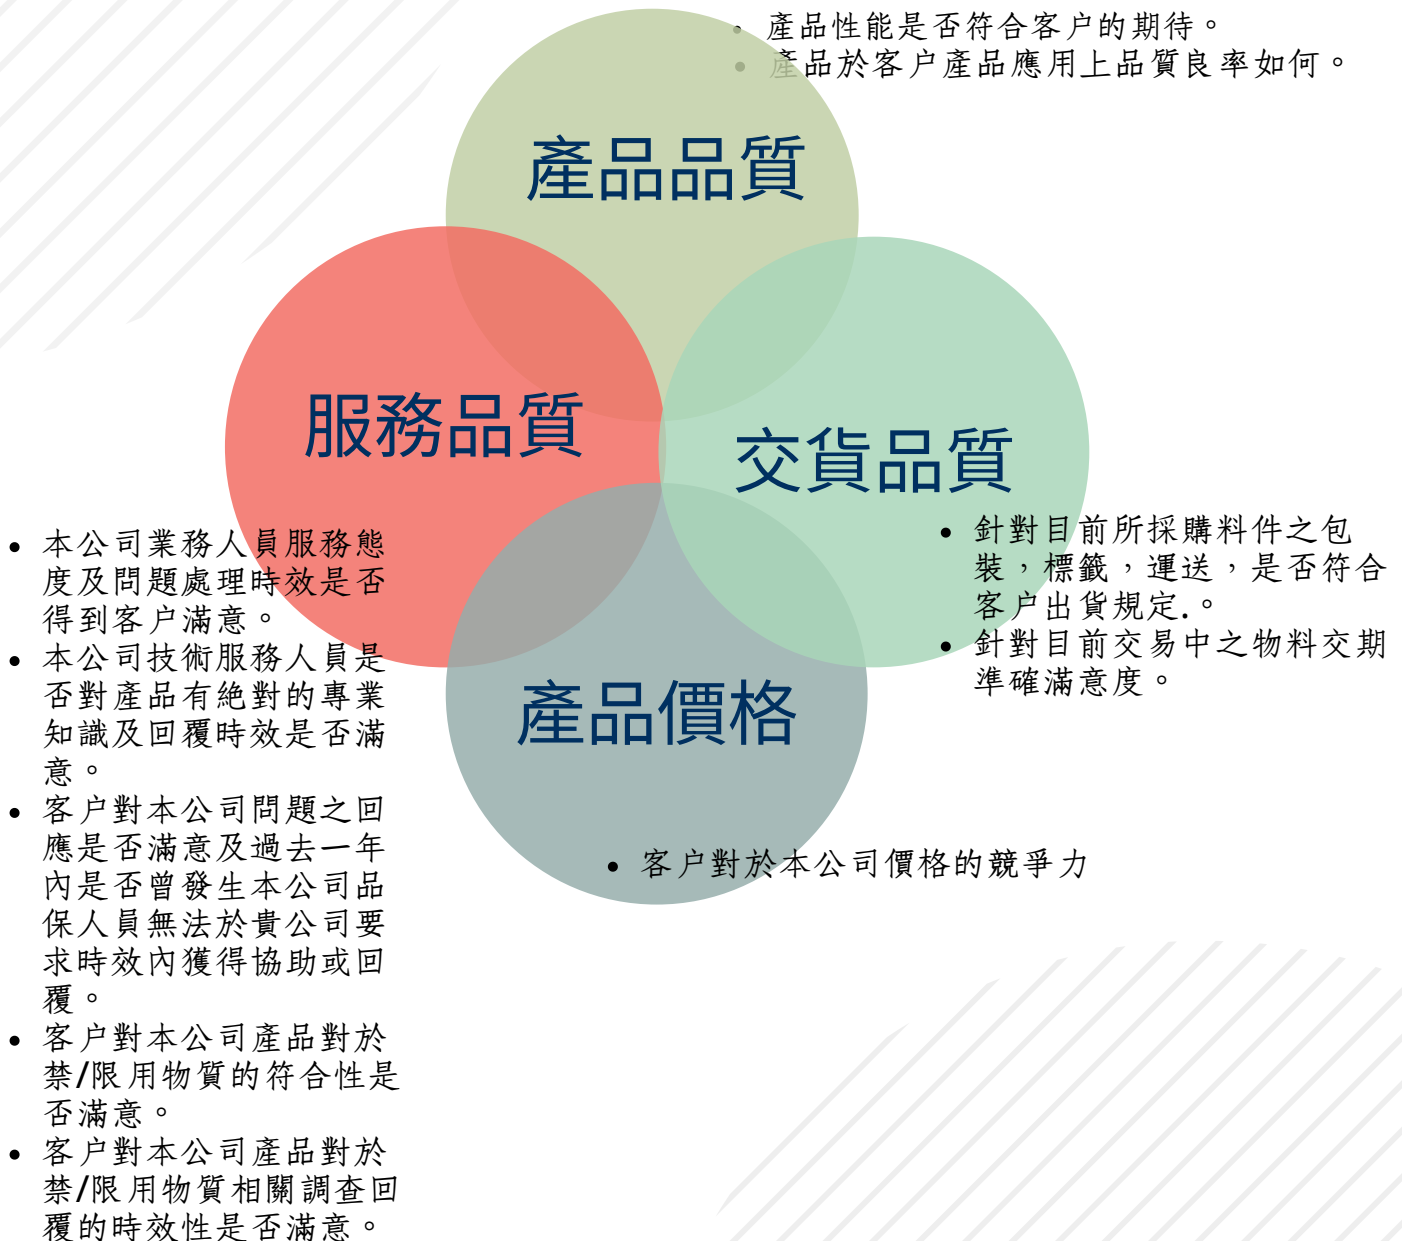 • 產品性能是否符合客户的期待。
• 產品於客户產品應用上品質良率如何。
產品品質
服務品質
交貨品質
• 本公司業務人員服務態
度及問題處理時效是否
得到客户滿意。
• 本公司技術服務人員是
否對產品有絶對的專業
知識及回覆時效是否滿
意。
• 客户對本公司問題之回
應是否滿意及過去一年
內是否曾發生本公司品
保人員無法於貴公司要
求時效內獲得協助或回
覆。
• 客户對本公司產品對於
禁/限用物質的符合性是
否滿意。
• 客户對本公司產品對於
禁/限用物質相關調查回
覆的時效性是否滿意。
• 針對目前所採購料件之包
裝，標籤，運送，是否符合
客户出貨規定.。
• 針對目前交易中之物料交期
準確滿意度。
產品價格
• 客户對於本公司價格的競爭力